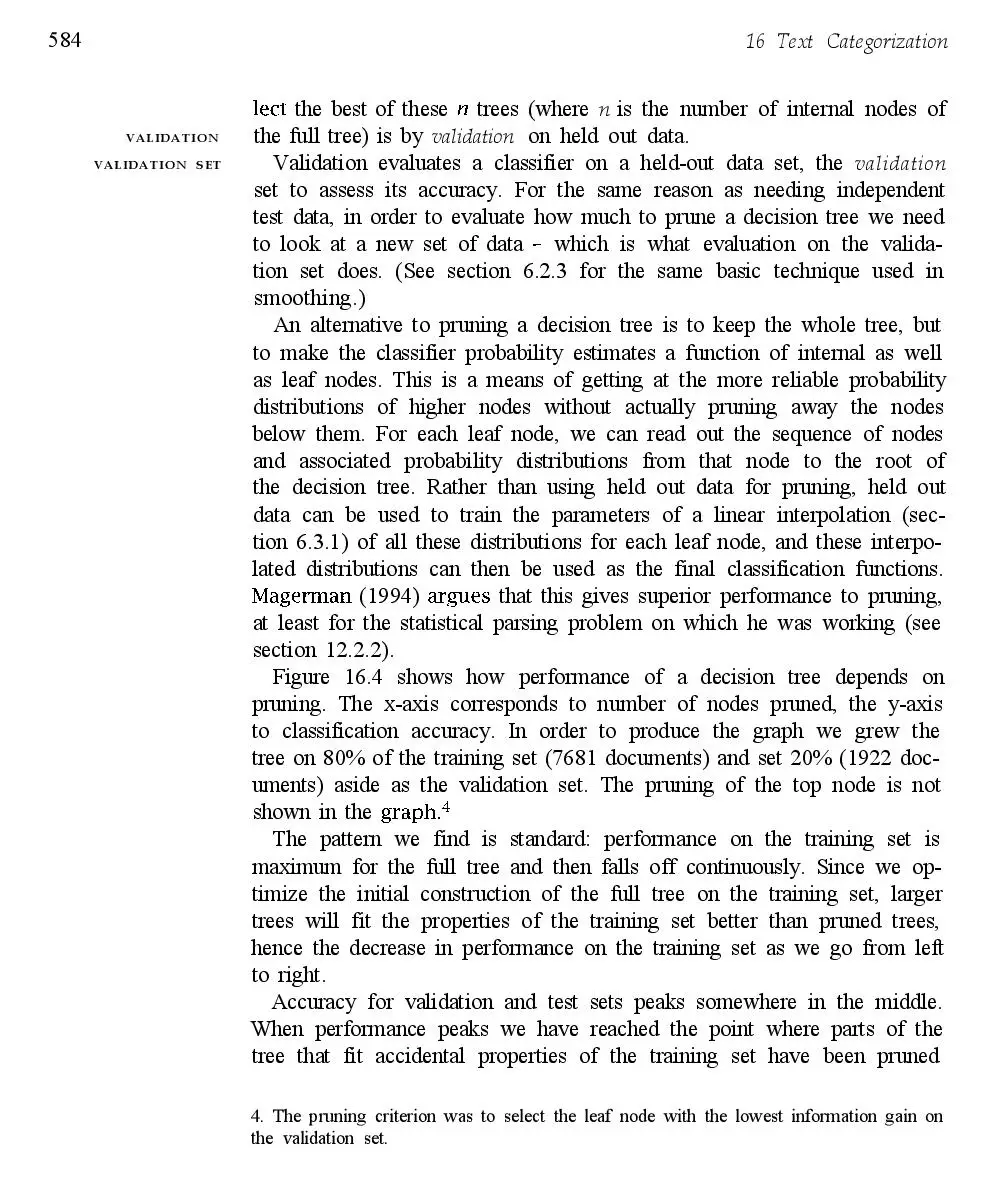 584
16 Text Categorization
lect the best of these n trees (where n is the number of internal nodes of
VALIDATION
the full tree) is by validation on held out data.
VALIDATION SET
Validation evaluates a classifier on a held-out data set, the validation
set to assess its accuracy. For the same reason as needing independent
test data, in order to evaluate how much to prune a decision tree we need
to look at a new set of data - which is what evaluation on the valida-
tion set does. (See section 6.2.3 for the same basic technique used in
smoothing.)
An alternative to pruning a decision tree is to keep the whole tree, but
to make the classifier probability estimates a function of internal as well
as leaf nodes. This is a means of getting at the more reliable probability
distributions of higher nodes without actually pruning away the nodes
below them. For each leaf node, we can read out the sequence of nodes
and associated probability distributions from that node to the root of
the decision tree. Rather than using held out data for pruning, held out
data can be used to train the parameters of a linear interpolation (sec-
tion 6.3.1) of all these distributions for each leaf node, and these interpo-
lated distributions can then be used as the final classification functions.
Magerman (1994) argues that this gives superior performance to pruning,
at least for the statistical parsing problem on which he was working (see
section 12.2.2).
Figure 16.4 shows how performance of a decision tree depends on
pruning. The x-axis corresponds to number of nodes pruned, the y-axis
to classification accuracy. In order to produce the graph we grew the
tree on 80% of the training set (7681 documents) and set 20% (1922 doc-
uments) aside as the validation set. The pruning of the top node is not
shown in the graph.4
The pattern we find is standard: performance on the training set is
maximum for the full tree and then falls off continuously. Since we op-
timize the initial construction of the full tree on the training set, larger
trees will fit the properties of the training set better than pruned trees,
hence the decrease in performance on the training set as we go from left
to right.
Accuracy for validation and test sets peaks somewhere in the middle.
When performance peaks we have reached the point where parts of the
tree that fit accidental properties of the training set have been pruned
4. The pruning criterion was to select the leaf node with the lowest information gain on
the validation set.